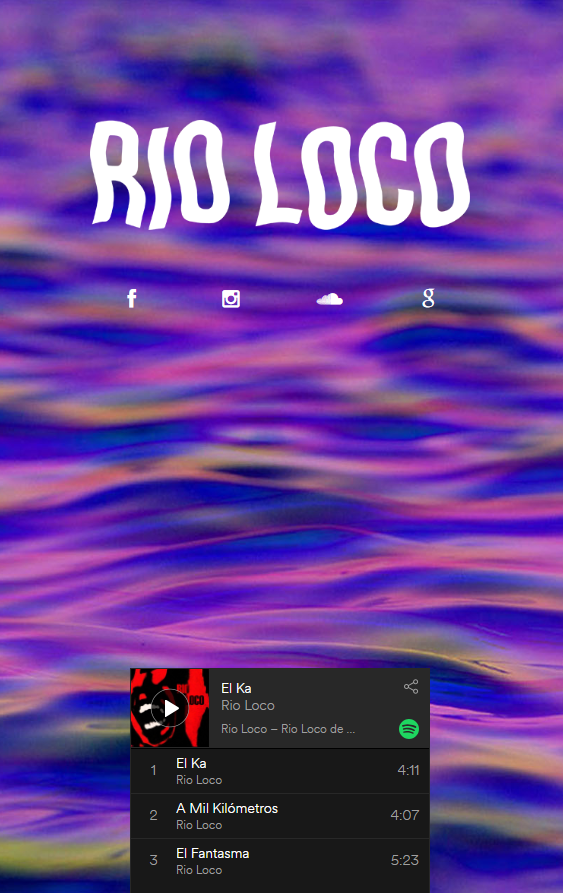 RIO LOCO
El Ka
Rio Loco
Rio Loco – Rio Loco de ...
1 El Ka 4:11
Rio Loco
2 A Mil Kilómetros 4:07
Rio Loco
3 El Fantasma 5:23
Rio Loco